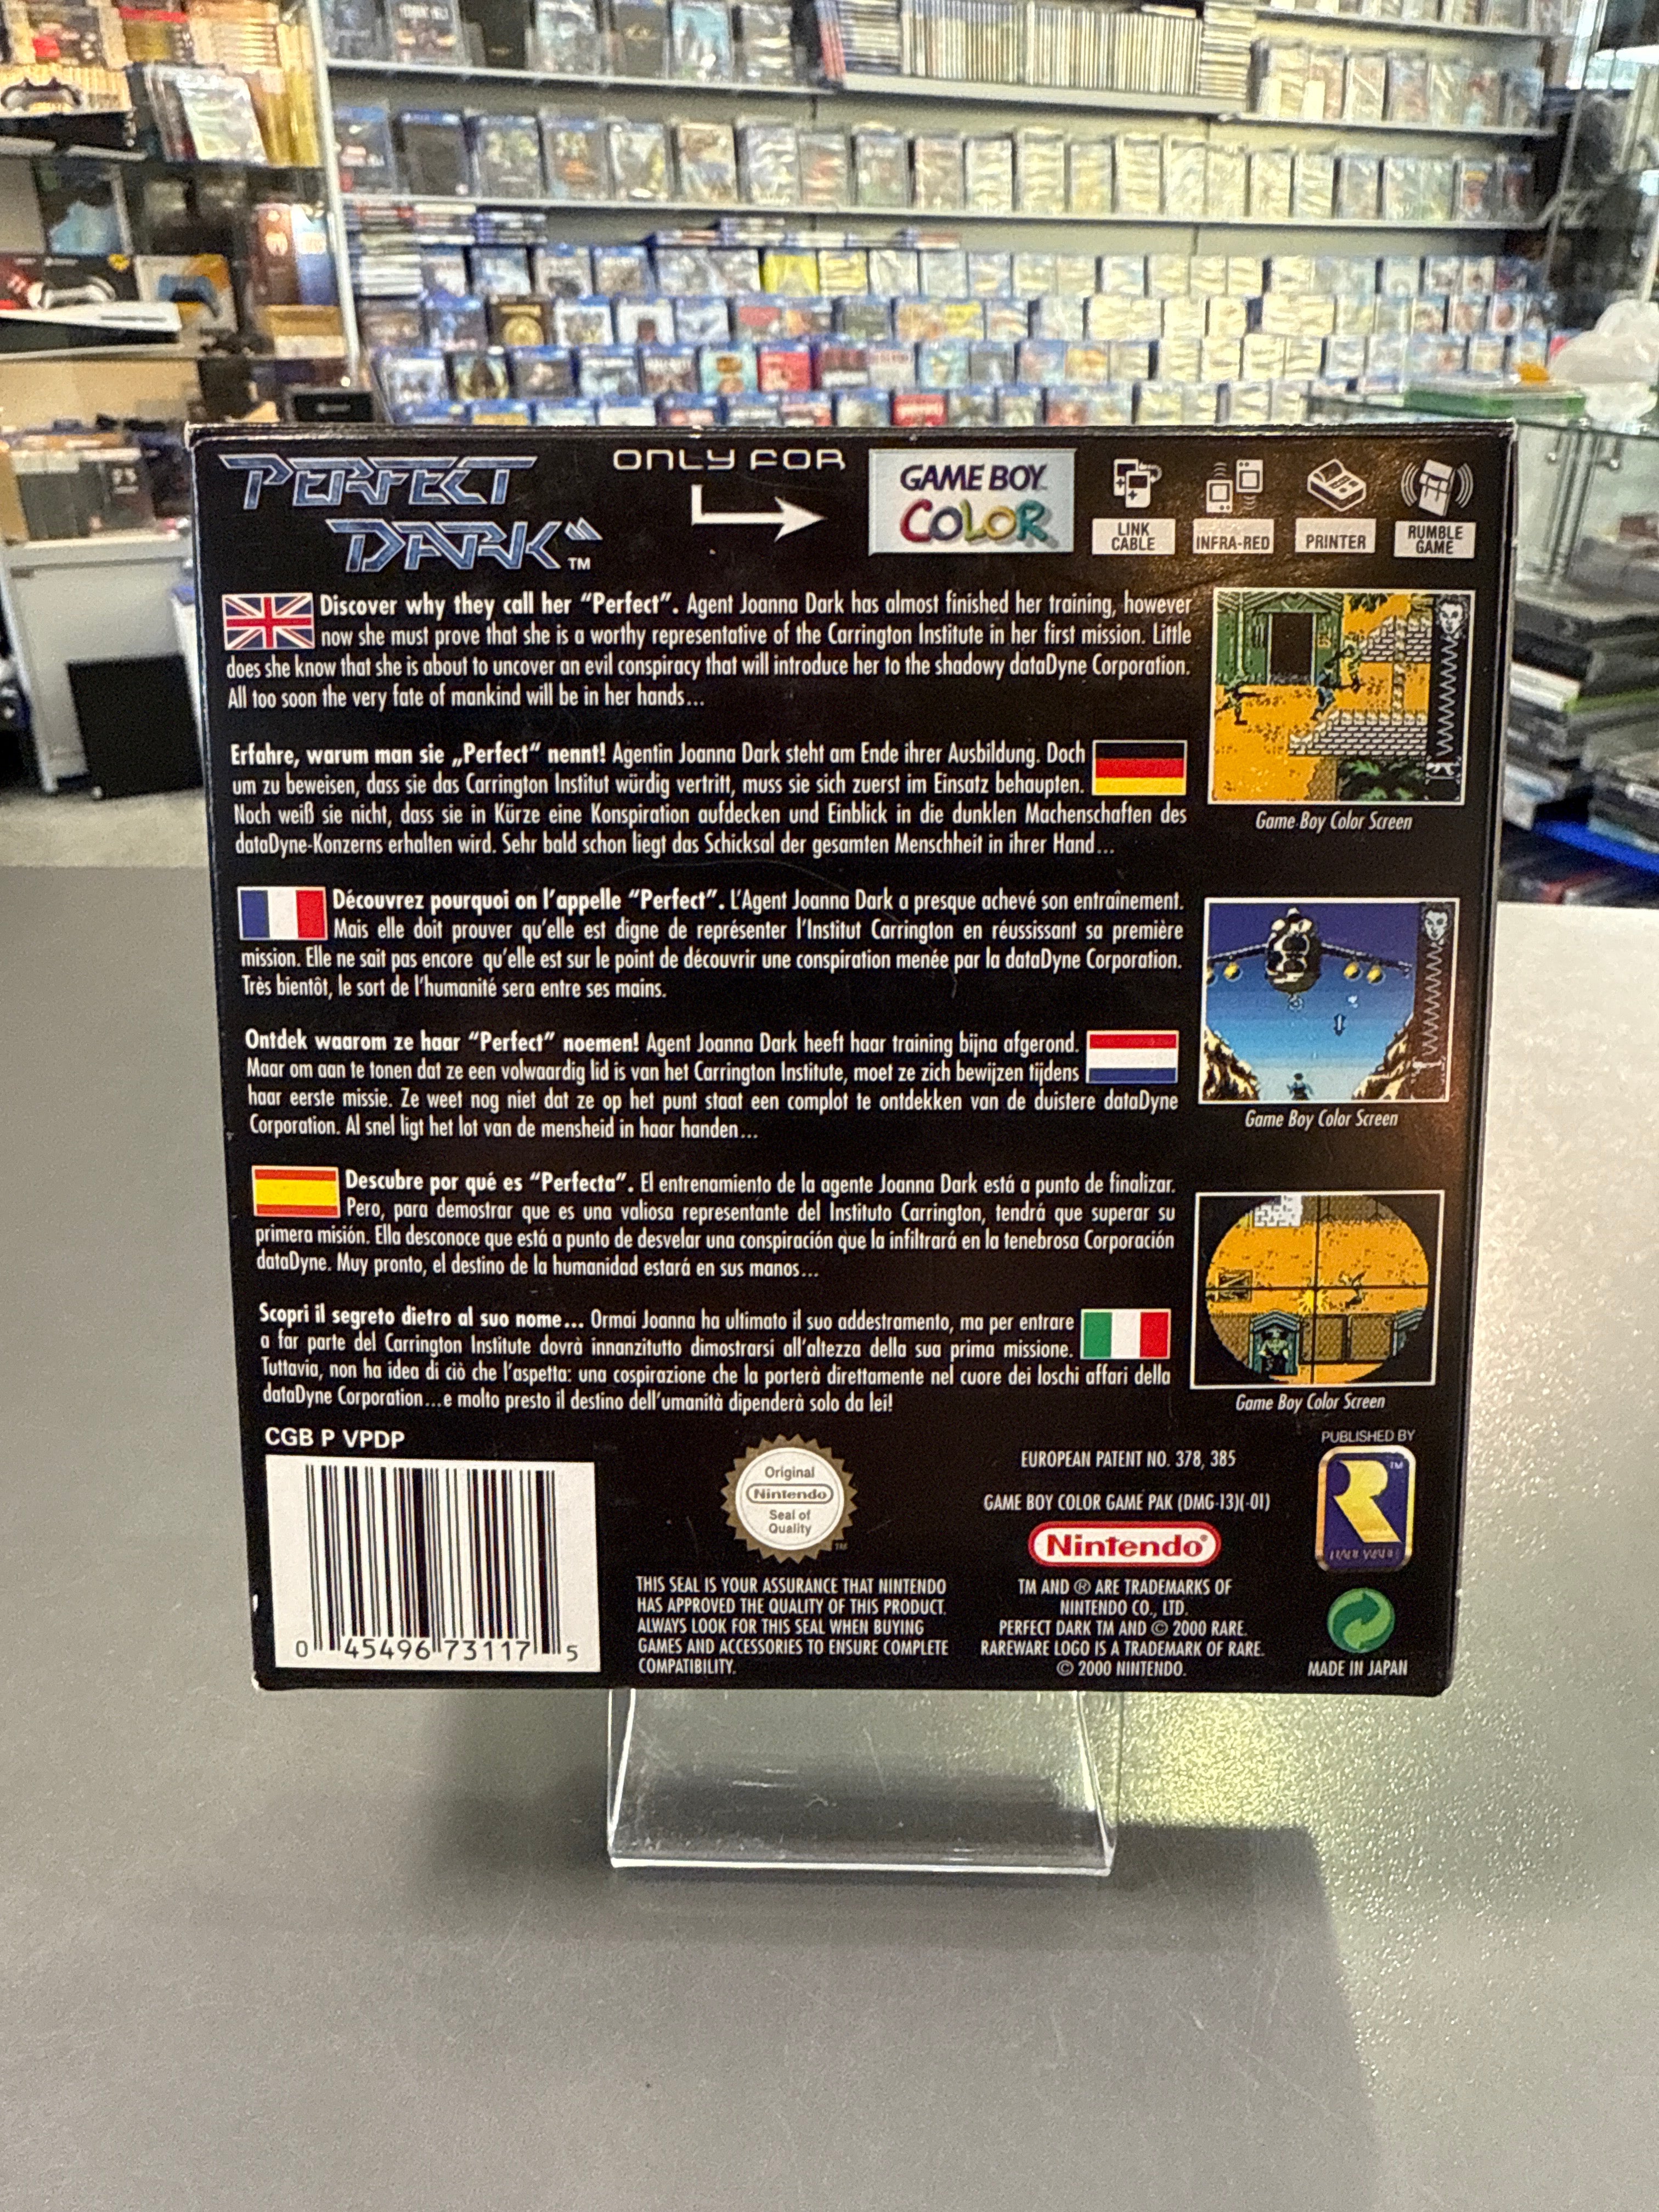 PERFECT
DARK™
ONLY FOR
GAME BOY
COLOR
LINK
CABLE
INFRA-RED
PRINTER
RUMBLE
GAME
Discover why they call her “Perfect”. Agent Joanna Dark has almost finished her training, however
now she must prove that she is a worthy representative of the Carrington Institute in her first mission. Little
does she know that she is about to uncover an evil conspiracy that will introduce her to the shadowy dataDyne Corporation.
All too soon the very fate of mankind will be in her hands...
Erfahre, warum man sie „Perfect“ nennt! Agentin Joanna Dark steht am Ende ihrer Ausbildung. Doch
um zu beweisen, dass sie das Carrington Institut würdig vertritt, muss sie sich zuerst im Einsatz behaupten.
Noch weiß sie nicht, dass sie in Kürze eine Konspiration aufdecken und Einblick in die dunklen Machenschaften des
dataDyne-Konzerns erhalten wird. Sehr bald schon liegt das Schicksal der gesamten Menschheit in ihrer Hand...
Découvrez pourquoi on l'appelle “Perfect”. L'Agent Joanna Dark a presque achevé son entraînement.
Mais elle doit prouver qu'elle est digne de représenter l'Institut Carrington en réussissant sa première
mission. Elle ne sait pas encore qu'elle est sur le point de découvrir une conspiration menée par la dataDyne Corporation.
Très bientôt, le sort de l'humanité sera entre ses mains.
Ontdek waarom ze haar “Perfect” noemen! Agent Joanna Dark heeft haar training bijna afgerond.
Maar om aan te tonen dat ze een volwaardig lid is van het Carrington Institute, moet ze zich bewijzen tijdens
haar eerste missie. Ze weet nog niet dat ze op het punt staat een complot te ontdekken van de duistere dataDyne
Corporation. Al snel ligt het lot van de mensheid in haar handen...
Descubre por qué es “Perfecta”. El entrenamiento de la agente Joanna Dark está a punto de finalizar.
Pero, para demostrar que es una valiosa representante del Instituto Carrington, tendrá que superar su
primera misión. Ella desconoce que está a punto de desvelar una conspiración que la infiltrará en la tenebrosa Corporación
dataDyne. Muy pronto, el destino de la humanidad estará en sus manos...
Scopri il segreto dietro al suo nome... Ormai Joanna ha ultimato il suo addestramento, ma per entrare
a far parte del Carrington Institute dovrà innanzitutto dimostrarsi all'altezza della sua prima missione.
Tuttavia, non ha idea di ciò che l'aspetta: una cospirazione che la porterà direttamente nel cuore dei loschi affari della
dataDyne Corporation...e molto presto il destino dell'umanità dipenderà solo da lei!
Game Boy Color Screen
Game Boy Color Screen
Game Boy Color Screen
CGB P VPDP
0 45496 73117 5
Original
Nintendo
Seal of
Quality
TM
THIS SEAL IS YOUR ASSURANCE THAT NINTENDO
HAS APPROVED THE QUALITY OF THIS PRODUCT.
ALWAYS LOOK FOR THIS SEAL WHEN BUYING
GAMES AND ACCESSORIES TO ENSURE COMPLETE
COMPATIBILITY.
EUROPEAN PATENT NO. 378, 385
GAME BOY COLOR GAME PAK (DMG-13)(-01)
Nintendo®
TM AND ® ARE TRADEMARKS OF
NINTENDO CO., LTD.
PERFECT DARK TM AND © 2000 RARE.
RAREWARE LOGO IS A TRADEMARK OF RARE.
© 2000 NINTENDO.
PUBLISHED BY
R™
RAREWARE
MADE IN JAPAN